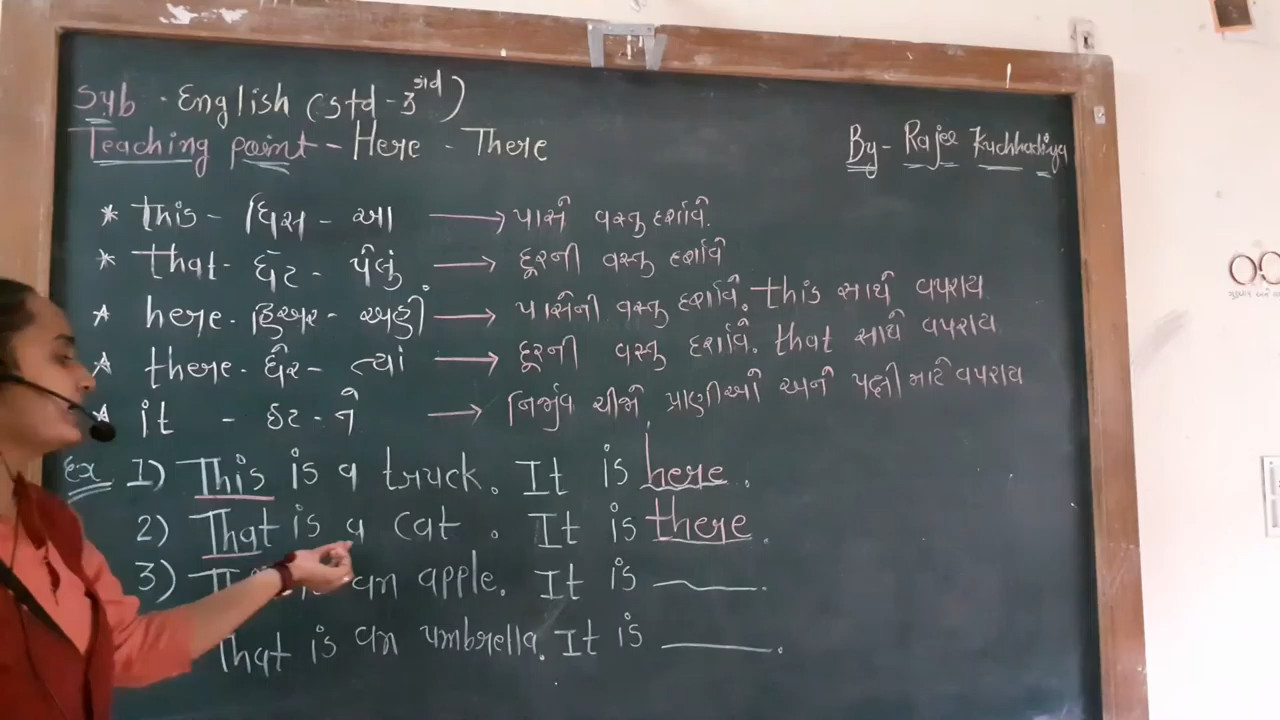 Syb - English (std - 3rd)
Teaching point - Here - There
By - Rajee Kuchhadiya
* this - ધિસ - આ → પાસે વસ્તુ દર્શાવે.
* that - ધેટ - પેલું → દૂરની વસ્તુ દર્શાવે
* here - હિઅર - અહીં → પાસેની વસ્તુ દર્શાવે. this સાથે વપરાય
* there - ધેર - ત્યાં → દૂરની વસ્તુ દર્શાવે. that સાથે વપરાય
* it - ઈટ - તે → નિર્જીવ ચીજો, પ્રાણીઓ અને પક્ષી માટે વપરાય
Ex 1) This is a truck. It is here.
2) That is a cat. It is there.
3) is an apple. It is ____.
That is an umbrella. It is ____.